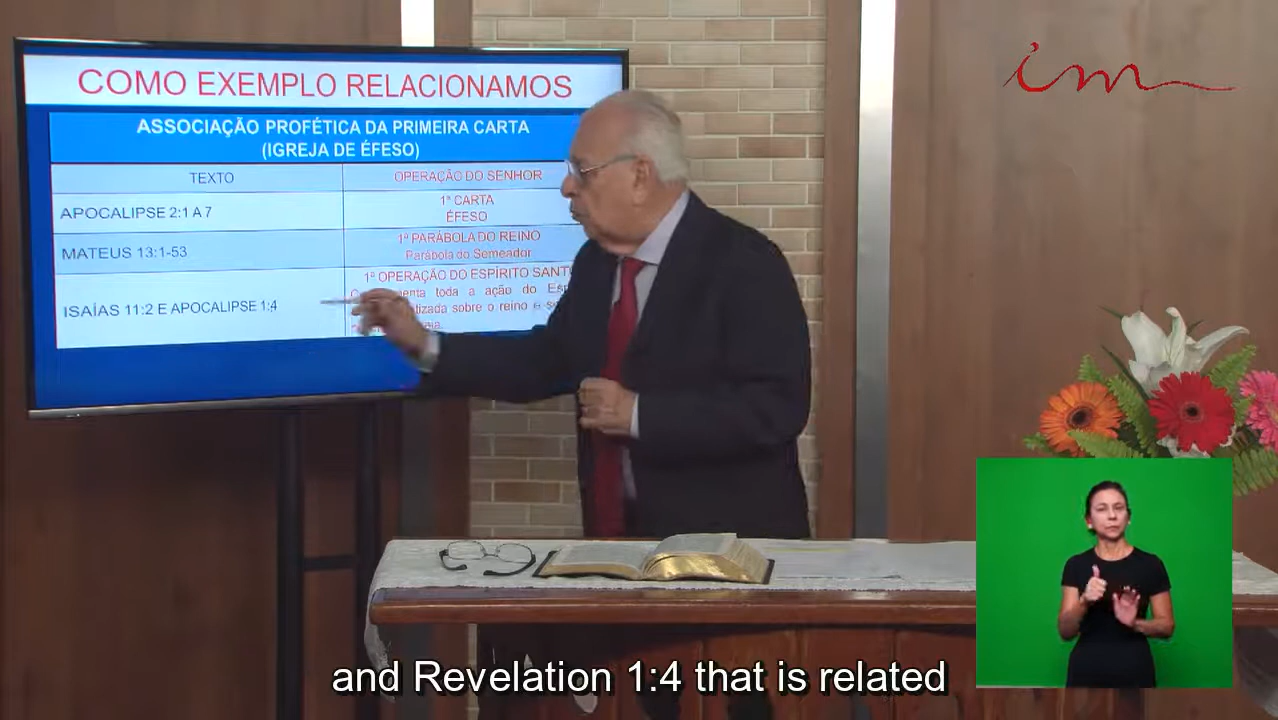 im
COMO EXEMPLO RELACIONAMOS
ASSOCIAÇÃO PROFÉTICA DA PRIMEIRA CARTA
(IGREJA DE ÉFESO)
TEXTO
OPERAÇÃO DO SENHOR
APOCALIPSE 2:1 A 7
1ª CARTA
ÉFESO
MATEUS 13:1-53
1ª PARÁBOLA DO REINO
Parábola do Semeador
ISAÍAS 11:2 E APOCALIPSE 1:4
1ª OPERAÇÃO DO ESPÍRITO
toda a ação do
sobre o reino e
and Revelation 1:4 that is related